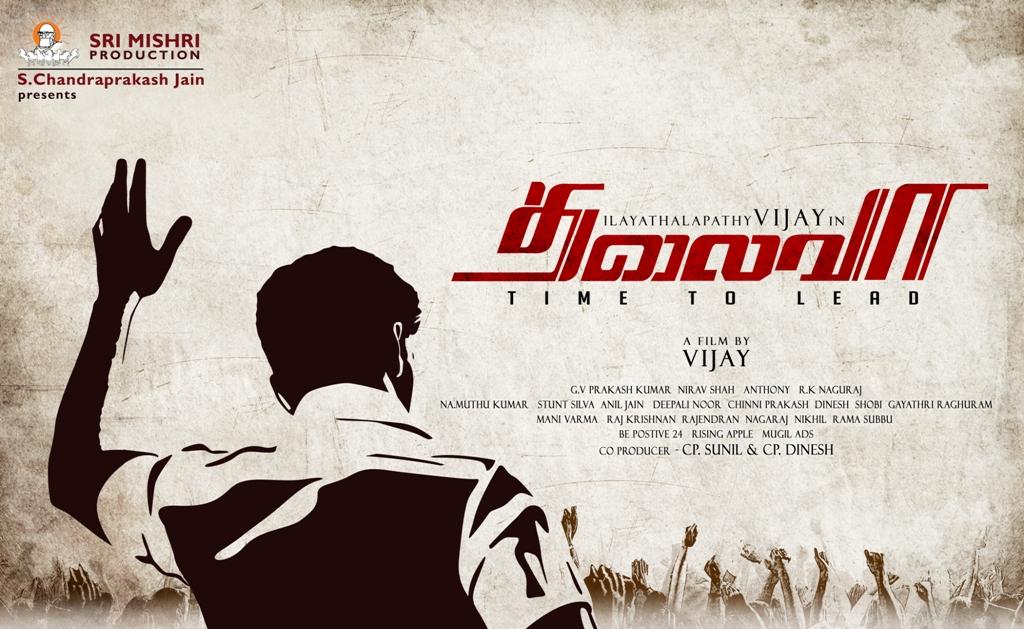 SRI MISHRI
PRODUCTION
S.Chandraprakash Jain
presents
ILAYATHALAPATHY VIJAY IN
தலைவா
TIME TO LEAD
A FILM BY
VIJAY
G.V PRAKASH KUMAR NIRAV SHAH ANTHONY R.K NAGURAJ
NA.MUTHU KUMAR STUNT SILVA ANIL JAIN DEEPALI NOOR CHINNI PRAKASH DINESH SHOBI GAYATHRI RAGHURAM
MANI VARMA RAJ KRISHNAN RAJENDRAN NAGARAJ NIKHIL RAMA SUBBU
BE POSTIVE 24 RISING APPLE MUGIL ADS
CO PRODUCER - CP. SUNIL & CP. DINESH